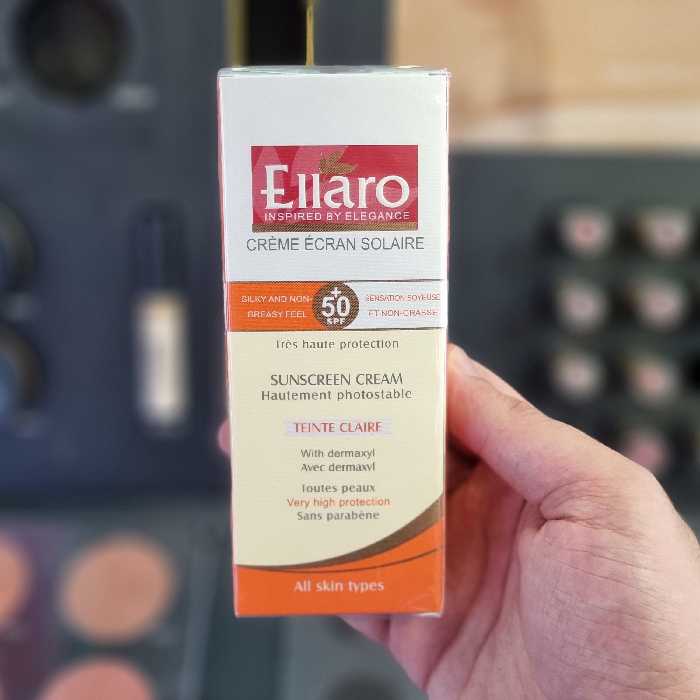 Ellaro
INSPIRED BY ELEGANCE
CRÈME ÉCRAN SOLAIRE
SILKY AND NON-
GREASY FEEL
+
50
SPF
SENSATION SOYEUSE
ET NON-GRASSE
Très haute protection
SUNSCREEN CREAM
Hautement photostable
TEINTE CLAIRE
With dermaxyl
Avec dermaxyl
Toutes peaux
Very high protection
Sans parabène
All skin types